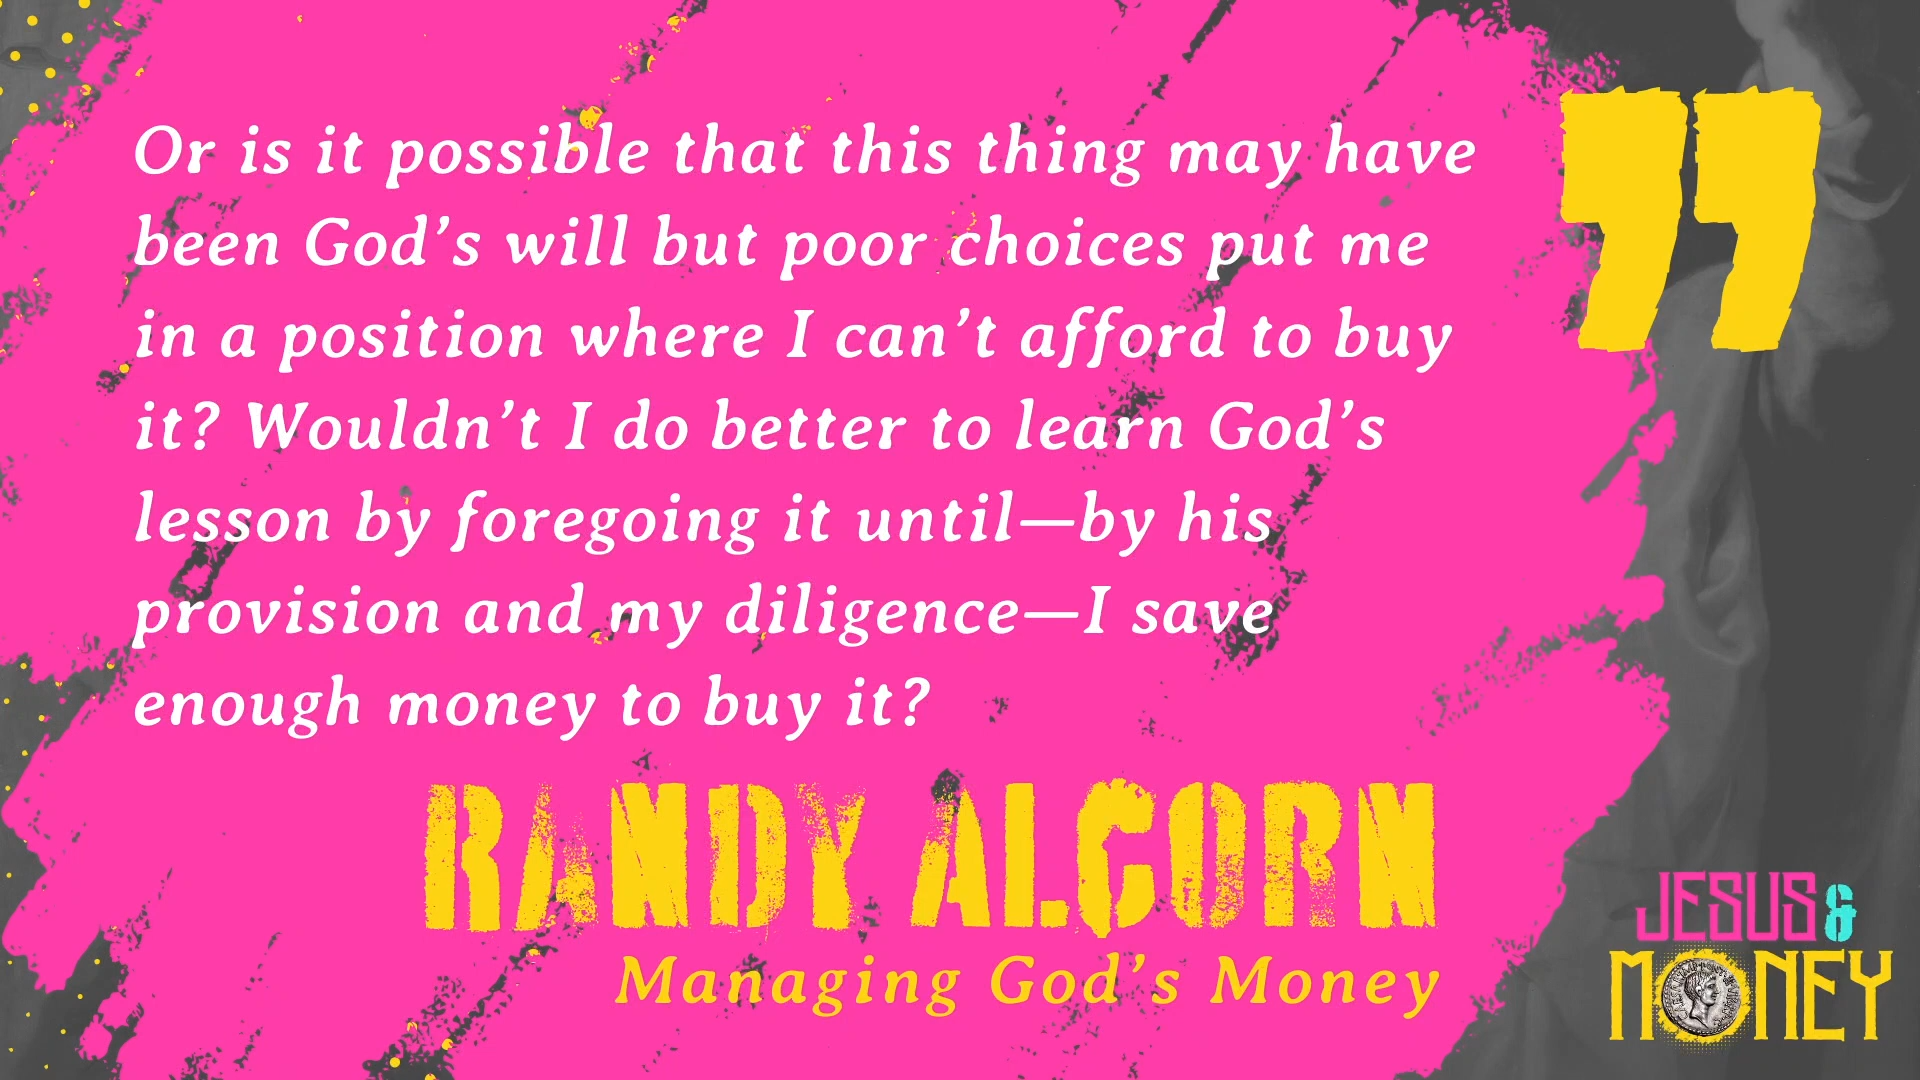 Or is it possible that this thing may have
been God’s will but poor choices put me
in a position where I can’t afford to buy
it? Wouldn’t I do better to learn God’s
lesson by foregoing it until—by his
provision and my diligence—I save
enough money to buy it?
”
RANDY ALCORN
Managing God’s Money
JESUS &
MONEY